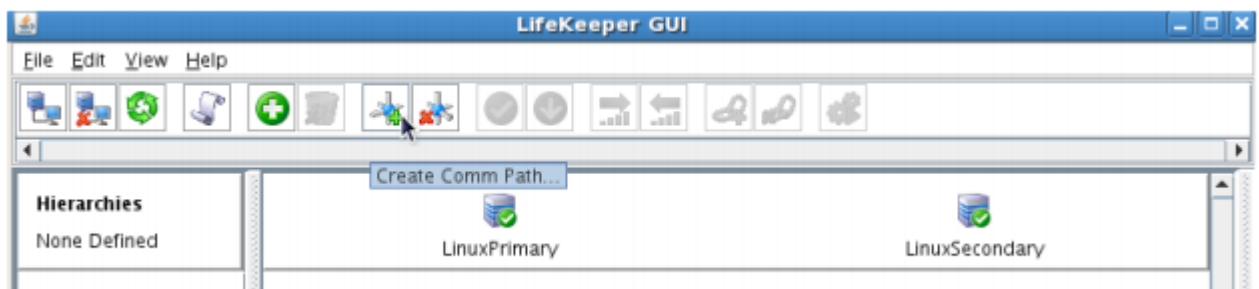 LifeKeeper GUI
File Edit View Help
Create Comm Path...
Hierarchies
None Defined
LinuxPrimary
LinuxSecondary